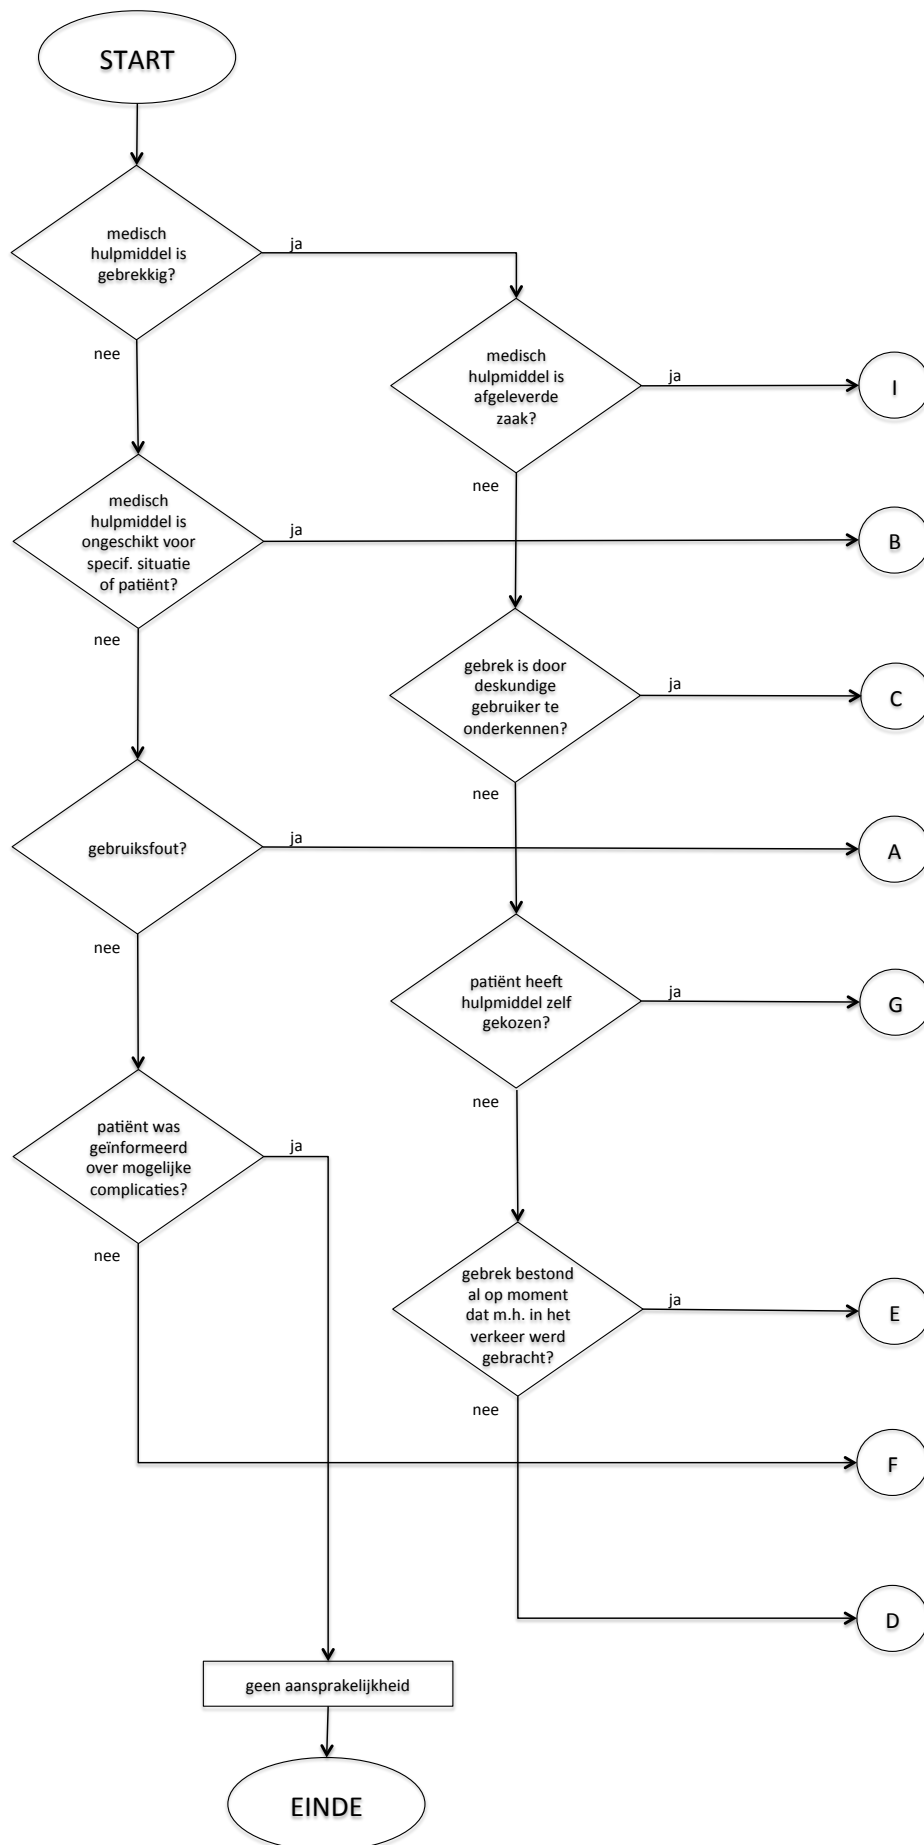 START
medisch
hulpmiddel is
gebrekkig?
ja
nee
medisch
hulpmiddel is
afgeleverde
zaak?
ja
I
nee
medisch
hulpmiddel is
ongeschikt voor
specif. situatie
of patiënt?
ja
B
nee
gebrek is door
deskundige
gebruiker te
onderkennen?
ja
C
nee
gebruiksfout?
ja
A
nee
patiënt heeft
hulpmiddel zelf
gekozen?
ja
G
nee
patiënt was
geïnformeerd
over mogelijke
complicaties?
ja
nee
gebrek bestond
al op moment
dat m.h. in het
verkeer werd
gebracht?
ja
E
nee
F
D
geen aansprakelijkheid
EINDE